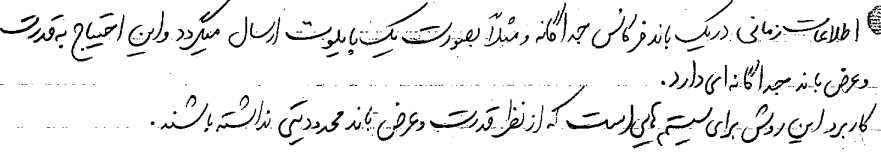 اطلاعات زمانی در یک باند فرکانس جداگانه و مثلاً بصورت یک پایلوت ارسال میگردد و این احتیاج به قدرت
و عرض باند جداگانه‌ای دارد.
کاربرد این روش برای سیستم هایی است که از نظر قدرت و عرض باند محدودیتی نداشته باشند.